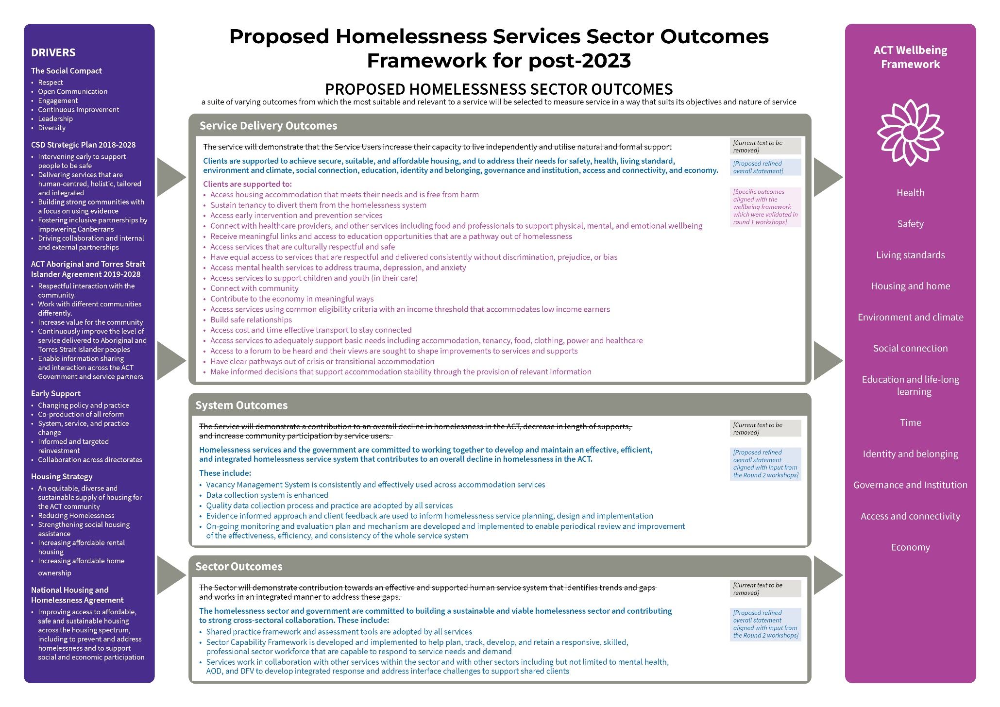 Proposed Homelessness Services Sector Outcomes
Framework for post-2023
PROPOSED HOMELESSNESS SECTOR OUTCOMES
a suite of varying outcomes from which the most suitable and relevant to a service will be selected to measure service in a way that suits its objectives and nature of service
DRIVERS
The Social Compact
• Respect
• Open Communication
• Engagement
• Continuous Improvement
• Leadership
• Diversity
CSD Strategic Plan 2018-2028
• Intervening early to support
people to be safe
• Delivering services that are
human-centred, holistic, tailored
and integrated
• Building strong communities with
a focus on using evidence
• Fostering inclusive partnerships by
impowering Canberrans
• Driving collaboration and internal
and external partnerships
ACT Aboriginal and Torres Strait
Islander Agreement 2019-2028
• Respectful interaction with the
community.
• Work with different communities
differently.
• Increase value for the community
• Continuously improve the level of
service delivered to Aboriginal and
Torres Strait Islander peoples
• Enable information sharing
and interaction across the ACT
Government and service partners
Early Support
• Changing policy and practice
• Co-production of all reform
• System, service, and practice
change
• Informed and targeted
reinvestment
• Collaboration across directorates
Housing Strategy
• An equitable, diverse and
sustainable supply of housing for
the ACT community
• Reducing Homelessness
• Strengthening social housing
assistance
• Increasing affordable rental
housing
• Increasing affordable home
ownership
National Housing and
Homelessness Agreement
• Improving access to affordable,
safe and sustainable housing
across the housing spectrum,
including to prevent and address
homelessness and to support
social and economic participation
Service Delivery Outcomes
The service will demonstrate that the Service Users increase their capacity to live independently and utilise natural and formal support
[Current text to be
removed]
Clients are supported to achieve secure, suitable, and affordable housing, and to address their needs for safety, health, living standard,
environment and climate, social connection, education, identity and belonging, governance and institution, access and connectivity, and economy.
[Proposed refined
overall statement]
Clients are supported to:
• Access housing accommodation that meets their needs and is free from harm
• Sustain tenancy to divert them from the homelessness system
• Access early intervention and prevention services
• Connect with healthcare providers, and other services including food and professionals to support physical, mental, and emotional wellbeing
• Receive meaningful links and access to education opportunities that are a pathway out of homelessness
• Access services that are culturally respectful and safe
• Have equal access to services that are respectful and delivered consistently without discrimination, prejudice, or bias
• Access mental health services to address trauma, depression, and anxiety
• Access services to support children and youth (in their care)
• Connect with community
• Contribute to the economy in meaningful ways
• Access services using common eligibility criteria with an income threshold that accommodates low income earners
• Build safe relationships
• Access cost and time effective transport to stay connected
• Access services to adequately support basic needs including accommodation, tenancy, food, clothing, power and healthcare
• Access to a forum to be heard and their views are sought to shape improvements to services and supports
• Have clear pathways out of crisis or transitional accommodation
• Make informed decisions that support accommodation stability through the provision of relevant information
[Specific outcomes
aligned with the
wellbeing framework
which were validated in
round 1 workshops]
System Outcomes
The Service will demonstrate a contribution to an overall decline in homelessness in the ACT, decrease in length of supports,
and increase community participation by service users.
[Current text to be
removed]
Homelessness services and the government are committed to working together to develop and maintain an effective, efficient,
and integrated homelessness service system that contributes to an overall decline in homelessness in the ACT.
[Proposed refined
overall statement
aligned with input from
the Round 2 workshops]
These include:
• Vacancy Management System is consistently and effectively used across accommodation services
• Data collection system is enhanced
• Quality data collection process and practice are adopted by all services
• Evidence informed approach and client feedback are used to inform homelessness service planning, design and implementation
• On-going monitoring and evaluation plan and mechanism are developed and implemented to enable periodical review and improvement
of the effectiveness, efficiency, and consistency of the whole service system
Sector Outcomes
The Sector will demonstrate contribution towards an effective and supported human service system that identifies trends and gaps
and works in an integrated manner to address these gaps.
[Current text to be
removed]
The homelessness sector and government are committed to building a sustainable and viable homelessness sector and contributing
to strong cross-sectoral collaboration. These include:
[Proposed refined
overall statement
aligned with input from
the Round 2 workshops]
• Shared practice framework and assessment tools are adopted by all services
• Sector Capability Framework is developed and implemented to help plan, track, develop, and retain a responsive, skilled,
professional sector workforce that are capable to respond to service needs and demand
• Services work in collaboration with other services within the sector and with other sectors including but not limited to mental health,
AOD, and DFV to develop integrated response and address interface challenges to support shared clients
ACT Wellbeing
Framework
Health
Safety
Living standards
Housing and home
Environment and climate
Social connection
Education and life-long
learning
Time
Identity and belonging
Governance and Institution
Access and connectivity
Economy